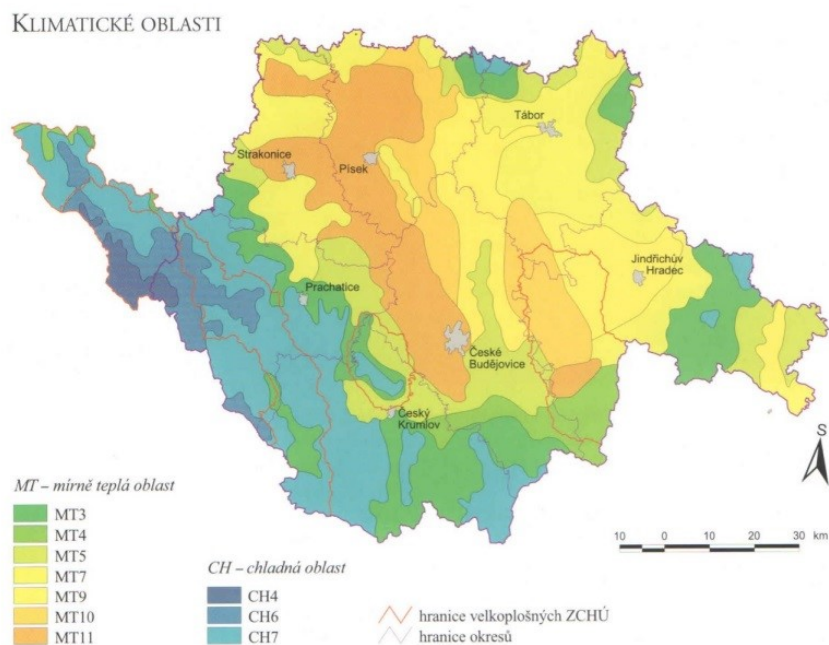 KLIMATICKÉ OBLASTI
Tábor
Strakonice
Písek
Jindřichův
Hradec
Prachatice
České
Budějovice
Český
Krumlov
S
MT – mírně teplá oblast
MT3
MT4
MT5
MT7
MT9
MT10
MT11
CH – chladná oblast
CH4
CH6
CH7
hranice velkoplošných ZCHÚ
hranice okresů
10 0 10 20 30 km